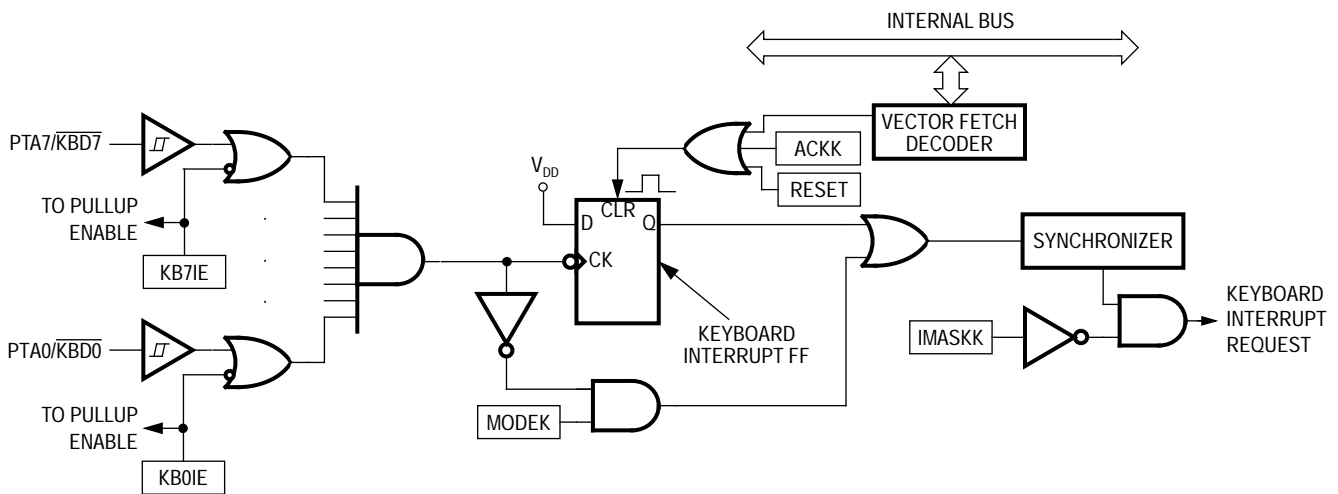 INTERNAL BUS
VECTOR FETCH
DECODER
ACKK
RESET
PTA7/KBD7
TO PULLUP
ENABLE
KB7IE
VDD
D
CLR
Q
CK
KEYBOARD
INTERRUPT FF
SYNCHRONIZER
IMASKK
KEYBOARD
INTERRUPT
REQUEST
PTA0/KBD0
TO PULLUP
ENABLE
KB0IE
MODEK